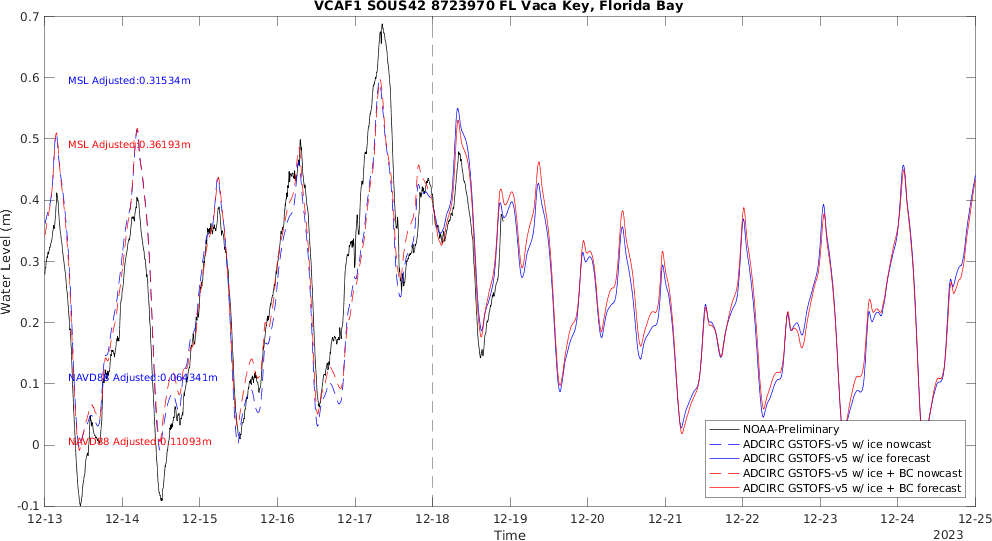 VCAF1 SOUS42 8723970 FL Vaca Key, Florida Bay
Water Level (m)
0.7
0.6
0.5
0.4
0.3
0.2
0.1
0
-0.1
MSL Adjusted:0.31534m
MSL Adjusted:0.36193m
NAVD88 Adjusted:0.064341m
NAVD88 Adjusted:0.11093m
NOAA-Preliminary
ADCIRC GSTOFS-v5 w/ ice nowcast
ADCIRC GSTOFS-v5 w/ ice forecast
ADCIRC GSTOFS-v5 w/ ice + BC nowcast
ADCIRC GSTOFS-v5 w/ ice + BC forecast
12-13 12-14 12-15 12-16 12-17 12-18 12-19 12-20 12-21 12-22 12-23 12-24 12-25
Time
2023